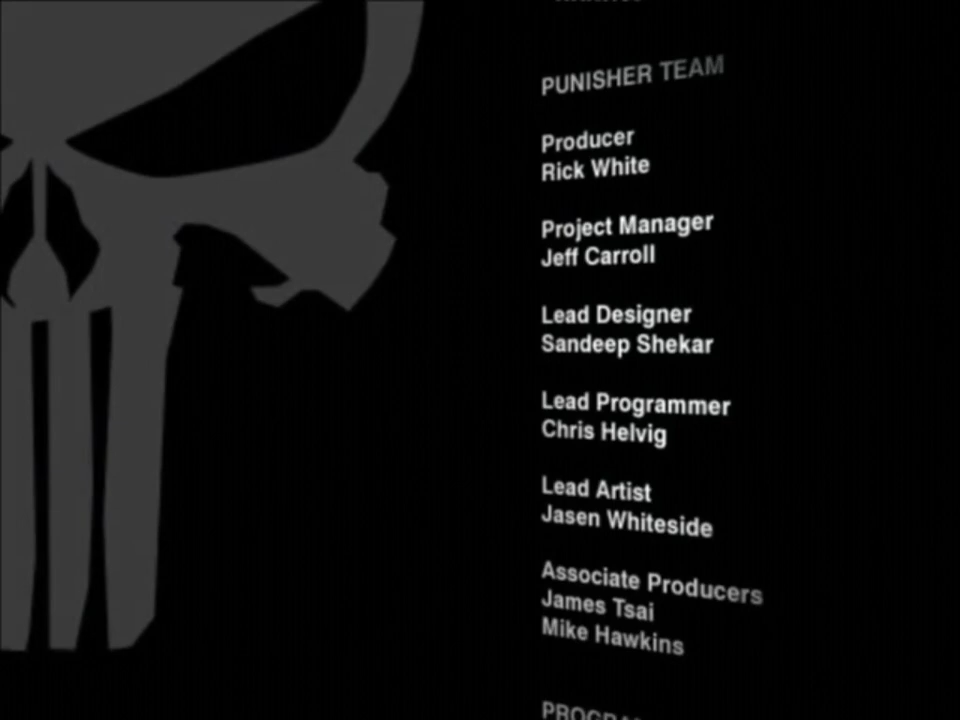 PUNISHER TEAM
Producer
Rick White
Project Manager
Jeff Carroll
Lead Designer
Sandeep Shekar
Lead Programmer
Chris Helvig
Lead Artist
Jasen Whiteside
Associate Producers
James Tsai
Mike Hawkins